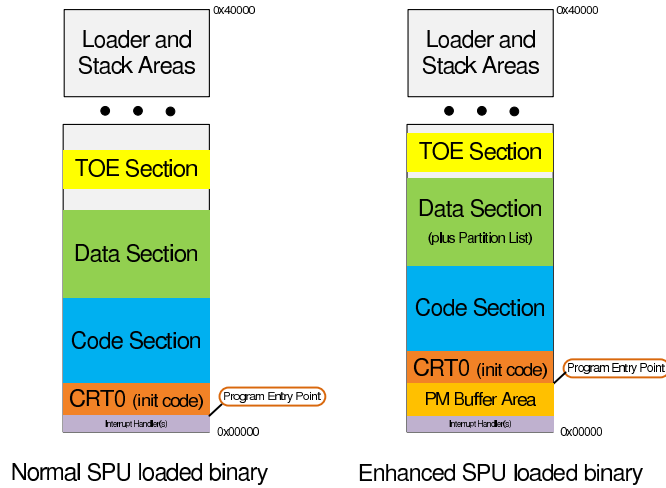 0x40000
Loader and
Stack Areas
TOE Section
Data Section
Code Section
CRT0 (init code)
Program Entry Point
Interrupt Handler(s)
0x00000
Normal SPU loaded binary
0x40000
Loader and
Stack Areas
TOE Section
Data Section
(plus Partition List)
Code Section
CRT0 (init code)
Program Entry Point
PM Buffer Area
Interrupt Handler(s)
0x00000
Enhanced SPU loaded binary